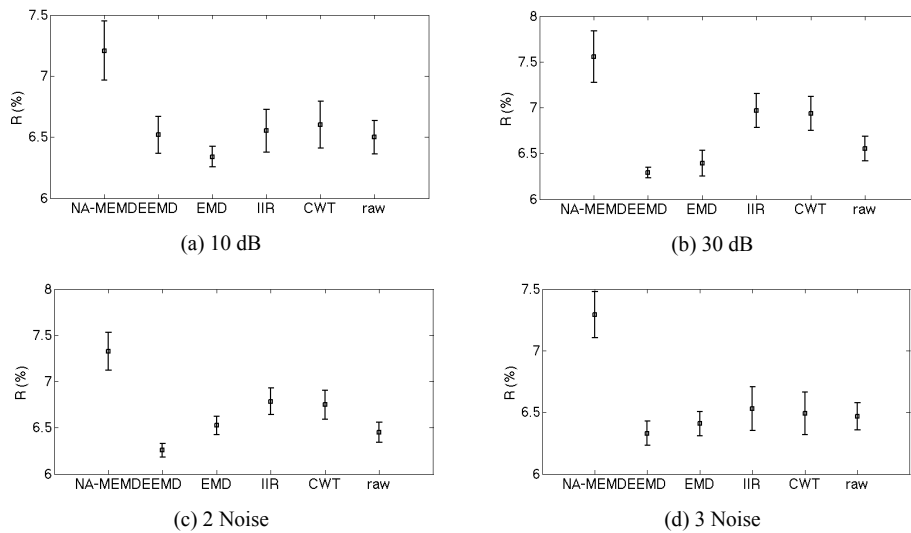 7.5
7
6.5
6
R (%)
NA-MEMDEEMD EMD IIR CWT raw
(a) 10 dB
8
7.5
7
6.5
6
R (%)
NA-MEMDEEMD EMD IIR CWT raw
(b) 30 dB
8
7.5
7
6.5
6
R (%)
NA-MEMDEEMD EMD IIR CWT raw
(c) 2 Noise
7.5
7
6.5
6
R (%)
NA-MEMDEEMD EMD IIR CWT raw
(d) 3 Noise